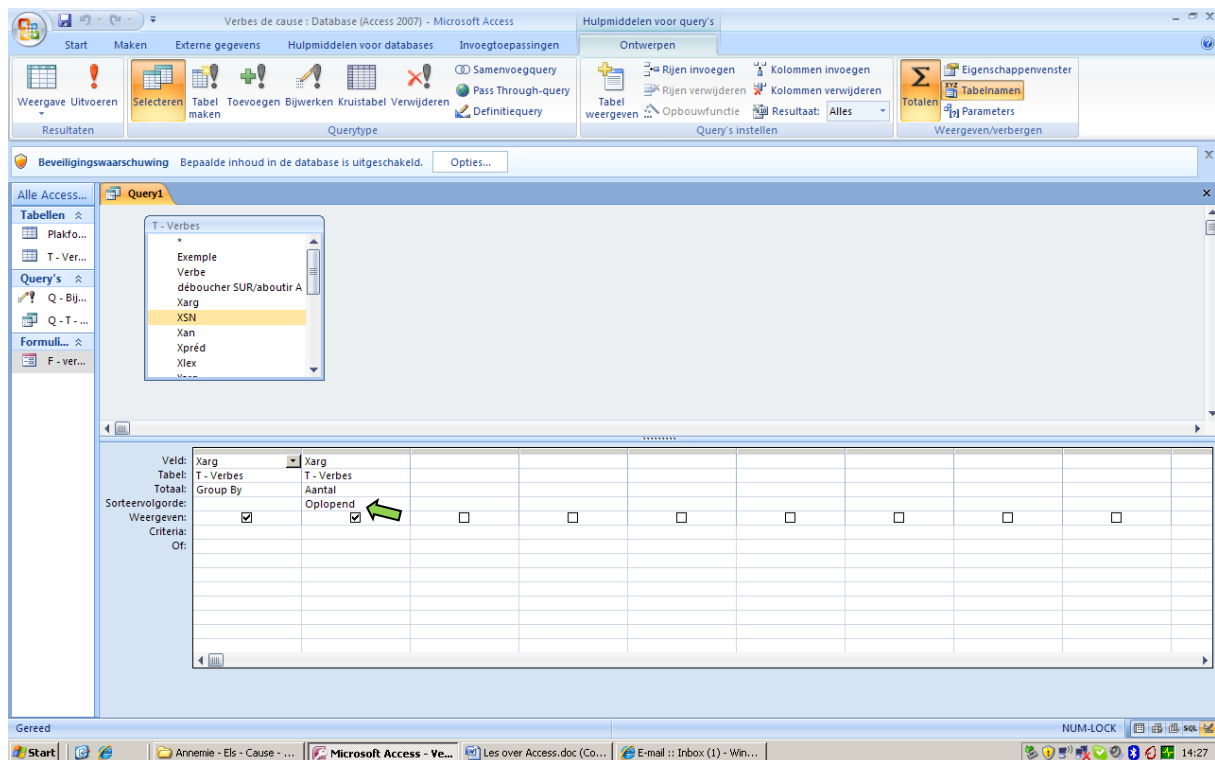 Verbes de cause : Database (Access 2007) - Microsoft Access
Hulpmiddelen voor query's
Start Maken Externe gegevens Hulpmiddelen voor databases Invoegtoepassingen Ontwerpen
Weergave Uitvoeren
Resultaten
Selecteren Tabel maken Toevoegen Bijwerken Kruistabel Verwijderen
Samenvoegquery
Pass Through-query
Definitiequery
Querytype
Tabel weergeven
Rijen invoegen
Rijen verwijderen
Opbouwfunctie
Kolommen invoegen
Kolommen verwijderen
Resultaat: Alles
Query's instellen
Σ
Totalen
Eigenschappenvenster
Tabelnamen
Parameters
Weergeven/verbergen
Beveiligingswaarschuwing Bepaalde inhoud in de database is uitgeschakeld. Opties...
Alle Access...
Tabellen
Plakfo...
T - Ver...
Query's
Q - Bij...
Q - T - ...
Formuli...
F - ver...
Query1
T - Verbes
*
Exemple
Verbe
déboucher SUR/aboutir A
Xarg
XSN
Xan
Xpréd
Xlex
Veld: Xarg Xarg
Tabel: T - Verbes T - Verbes
Totaal: Group By Aantal
Sorteervolgorde: Oplopend
Weergeven:
Criteria:
Of:
Gereed
NUM-LOCK
SQL
Start
Annemie - Els - Cause - ...
Microsoft Access - Ve...
Les over Access.doc (Co...
E-mail :: Inbox (1) - Win...
14:27